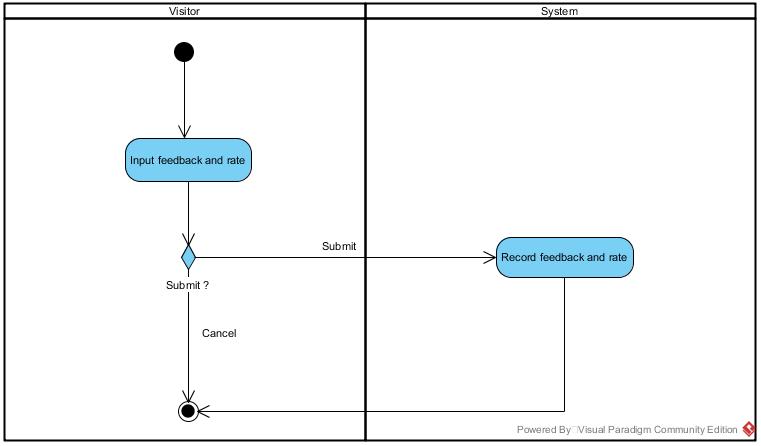 Visitor
System
Input feedback and rate
Submit
Record feedback and rate
Submit ?
Cancel
Powered By Visual Paradigm Community Edition